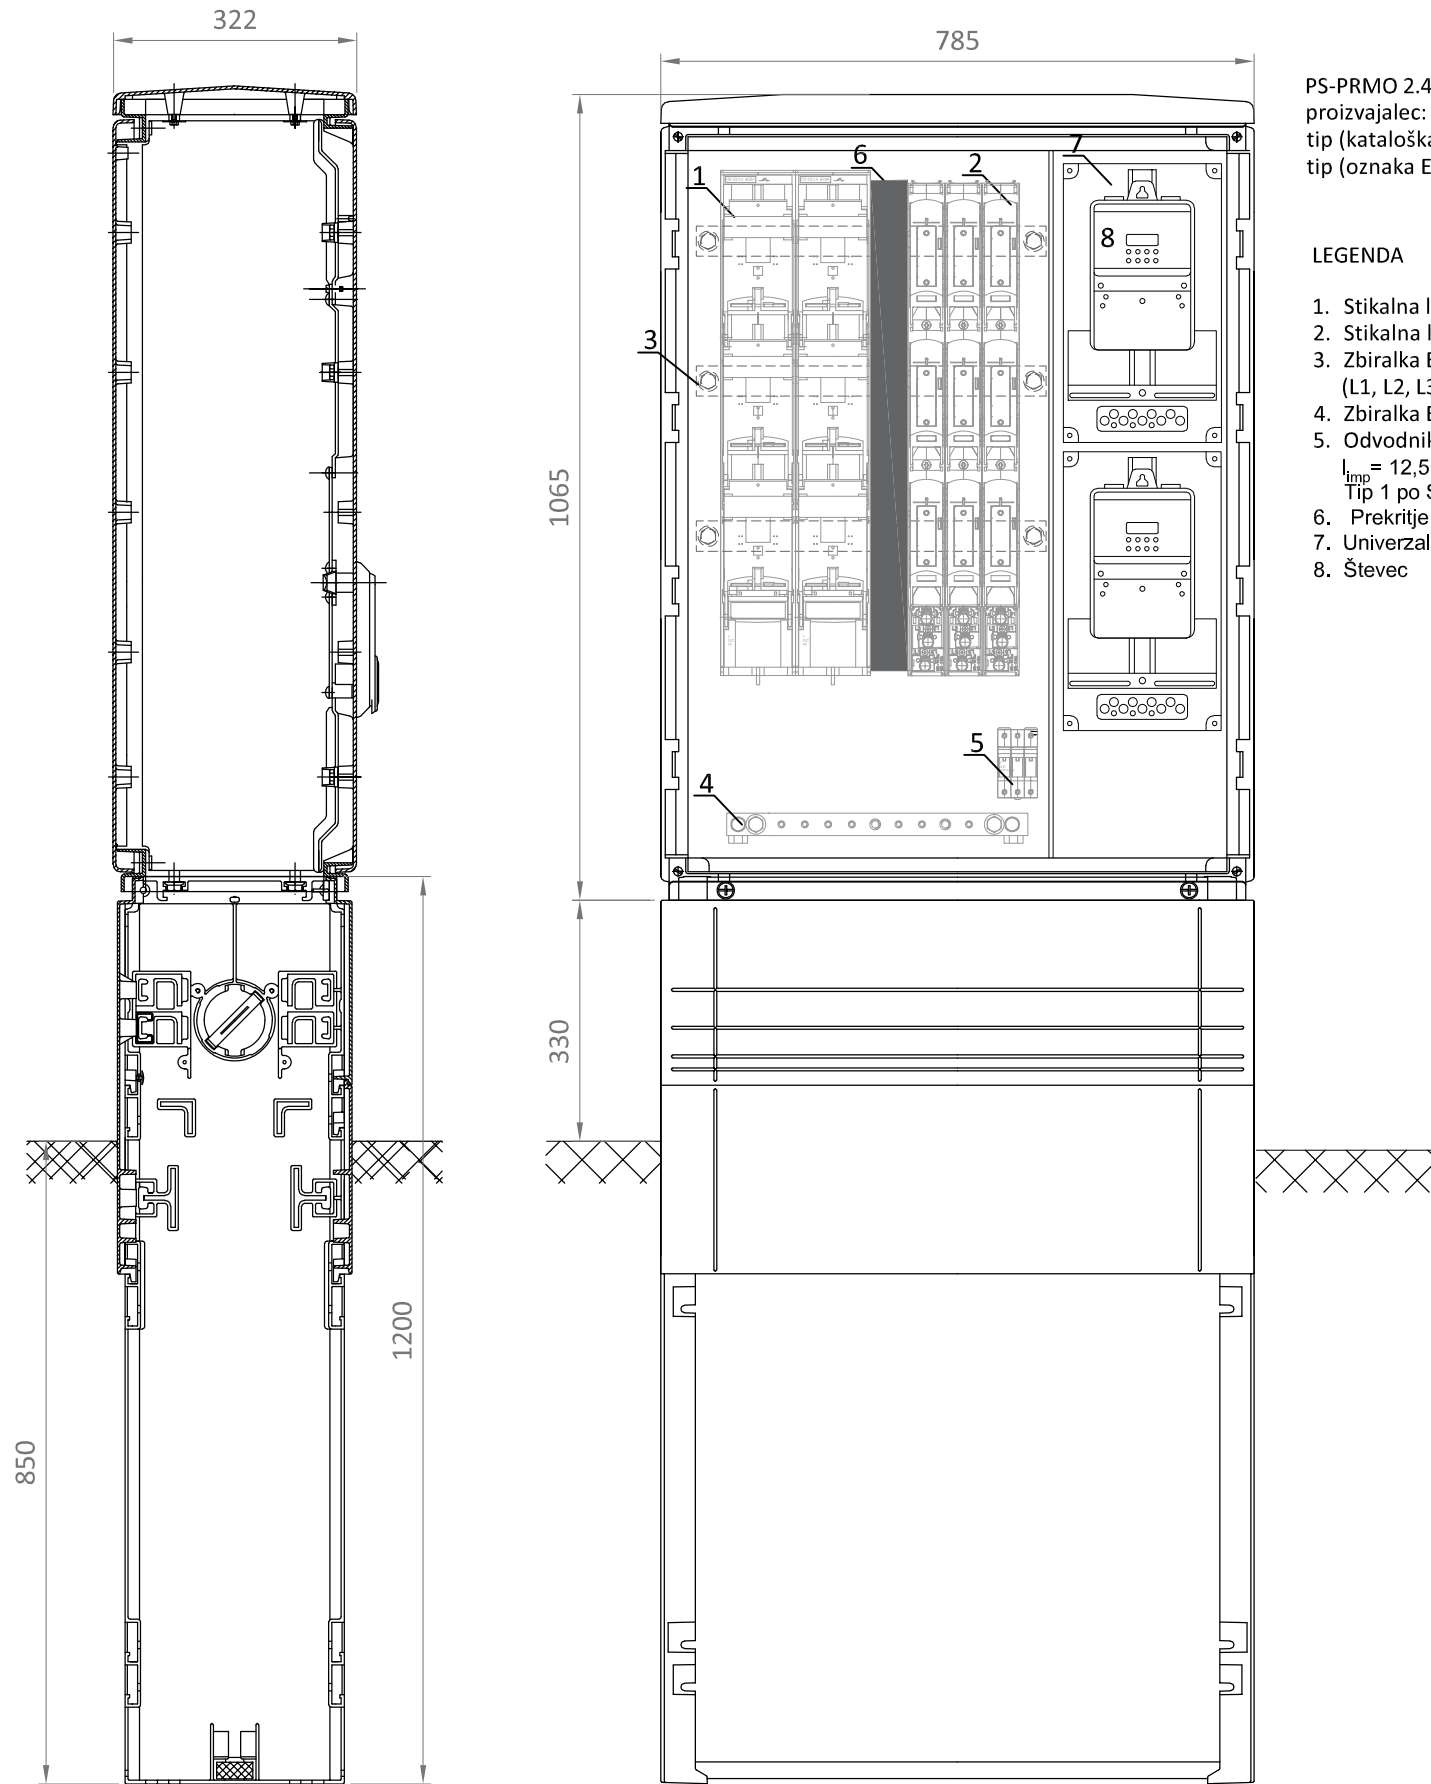 322
785
PS-PRMO 2.4
proizvajalec:
tip (kataloška
tip (oznaka E
LEGENDA
1. Stikalna l
2. Stikalna l
3. Zbiralka E
(L1, L2, L3
4. Zbiralka E
5. Odvodnik
Iimp= 12,5
Tip 1 po S
6. Prekritje
7. Univerzal
8. Števec
1
6
2
7
8
3
5
4
1065
330
1200
850